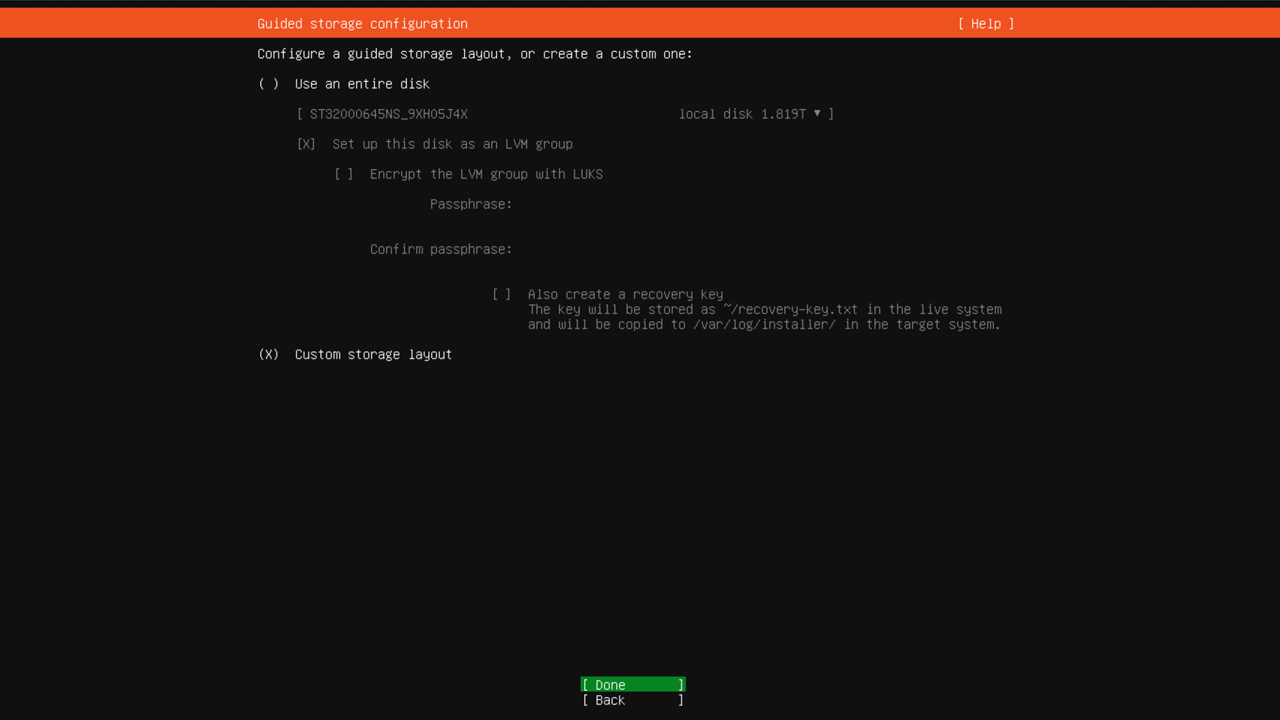 Guided storage configuration [ Help ]
Configure a guided storage layout, or create a custom one:
( ) Use an entire disk
[ ST32000645NS_9XH05J4X local disk 1.819T ▾ ]
[X] Set up this disk as an LVM group
[ ] Encrypt the LVM group with LUKS
Passphrase:
Confirm passphrase:
[ ] Also create a recovery key
The key will be stored as ~/recovery-key.txt in the live system
and will be copied to /var/log/installer/ in the target system.
(X) Custom storage layout
[ Done ]
[ Back ]